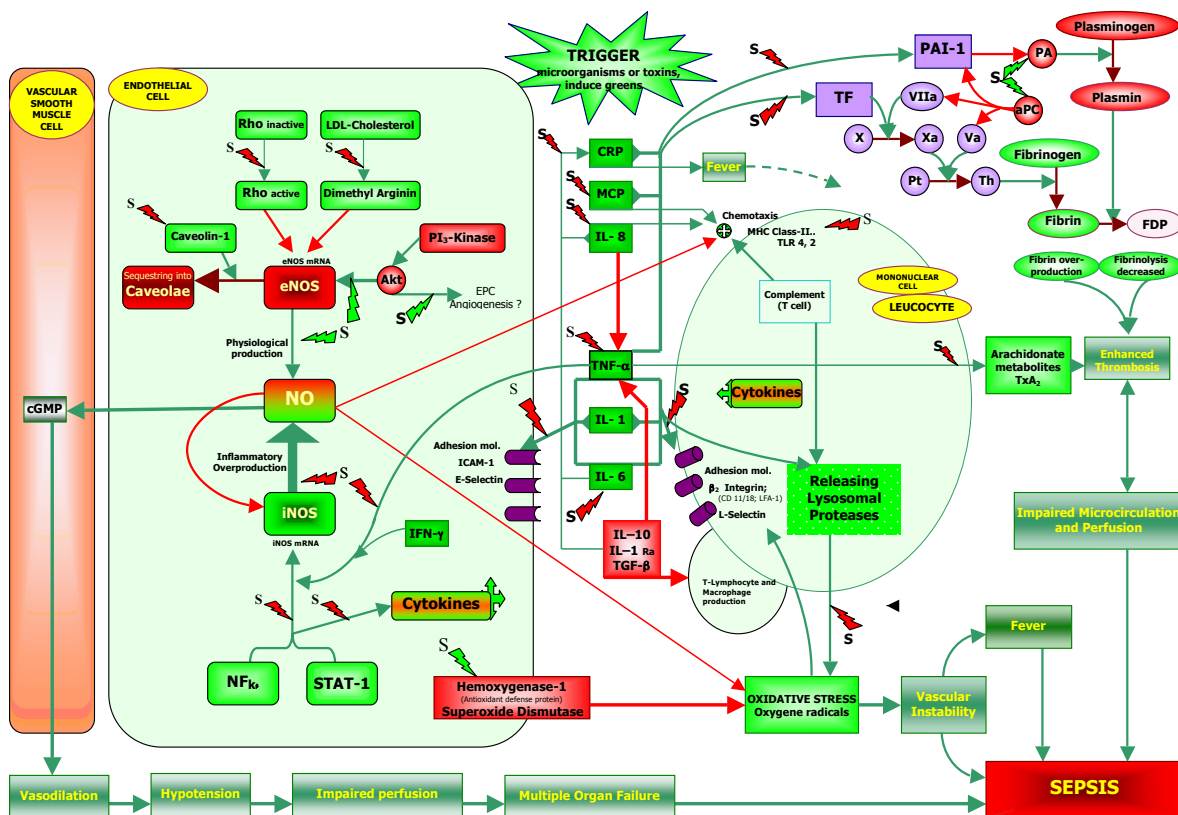 VASCULAR
SMOOTH
MUSCLE
CELL
ENDOTHELIAL
CELL
Rho inactive
LDL-Cholesterol
S
S
Rho active
Dimethyl Arginin
S
Caveolin-1
PI3-Kinase
eNOS mRNA
Sequestring into
Caveolae
eNOS
Akt
EPC
Angiogenesis ?
S
S
Physiological
production
NO
cGMP
Inflammatory
Overproduction
S
S
iNOS
iNOS mRNA
IFN-γ
S
S
Cytokines
NFkb
STAT-1
S
Hemoxygenase-1
(Antioxidant defense protein)
Superoxide Dismutase
TRIGGER
microorganisms or toxins,
induce greens
S
CRP
Fever
S
MCP
S
IL- 8
S
TNF-α
S
S
IL- 1
Adhesion mol.
ICAM-1
E-Selectin
IL- 6
S
IL–10
IL–1 Ra
TGF-β
Chemotaxis
MHC Class-II..
TLR 4, 2
S
MONONUCLEAR
CELL
LEUCOCYTE
Complement
(T cell)
Cytokines
Adhesion mol.
β2 Integrin;
(CD 11/18; LFA-1)
L-Selectin
Releasing
Lysosomal
Proteases
T-Lymphocyte and
Macrophage
production
S
OXIDATIVE STRESS
Oxygene radicals
Vascular
Instability
Fever
S
S
PAI-1
PA
Plasminogen
S
TF
VIIa
aPC
Plasmin
X
Xa
Va
Fibrinogen
Pt
Th
Fibrin
FDP
Fibrin over-
production
Fibrinolysis
decreased
S
Arachidonate
metabolites
TxA2
Enhanced
Thrombosis
Impaired Microcirculation
and Perfusion
Vasodilation
Hypotension
Impaired perfusion
Multiple Organ Failure
SEPSIS